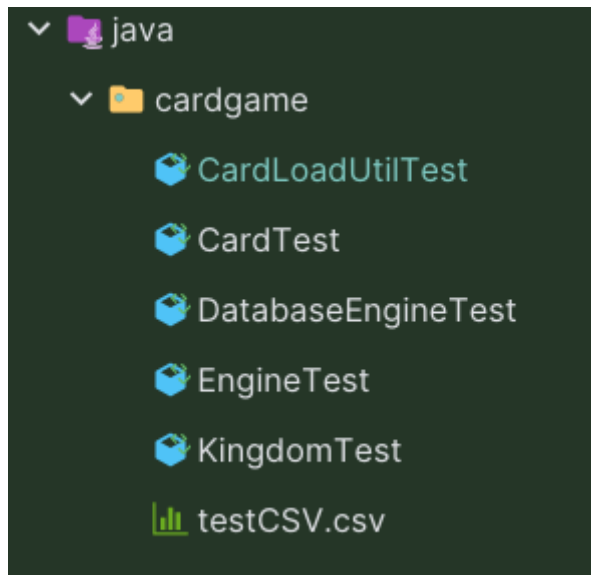 java
cardgame
CardLoadUtilTest
CardTest
DatabaseEngineTest
EngineTest
KingdomTest
testCSV.csv